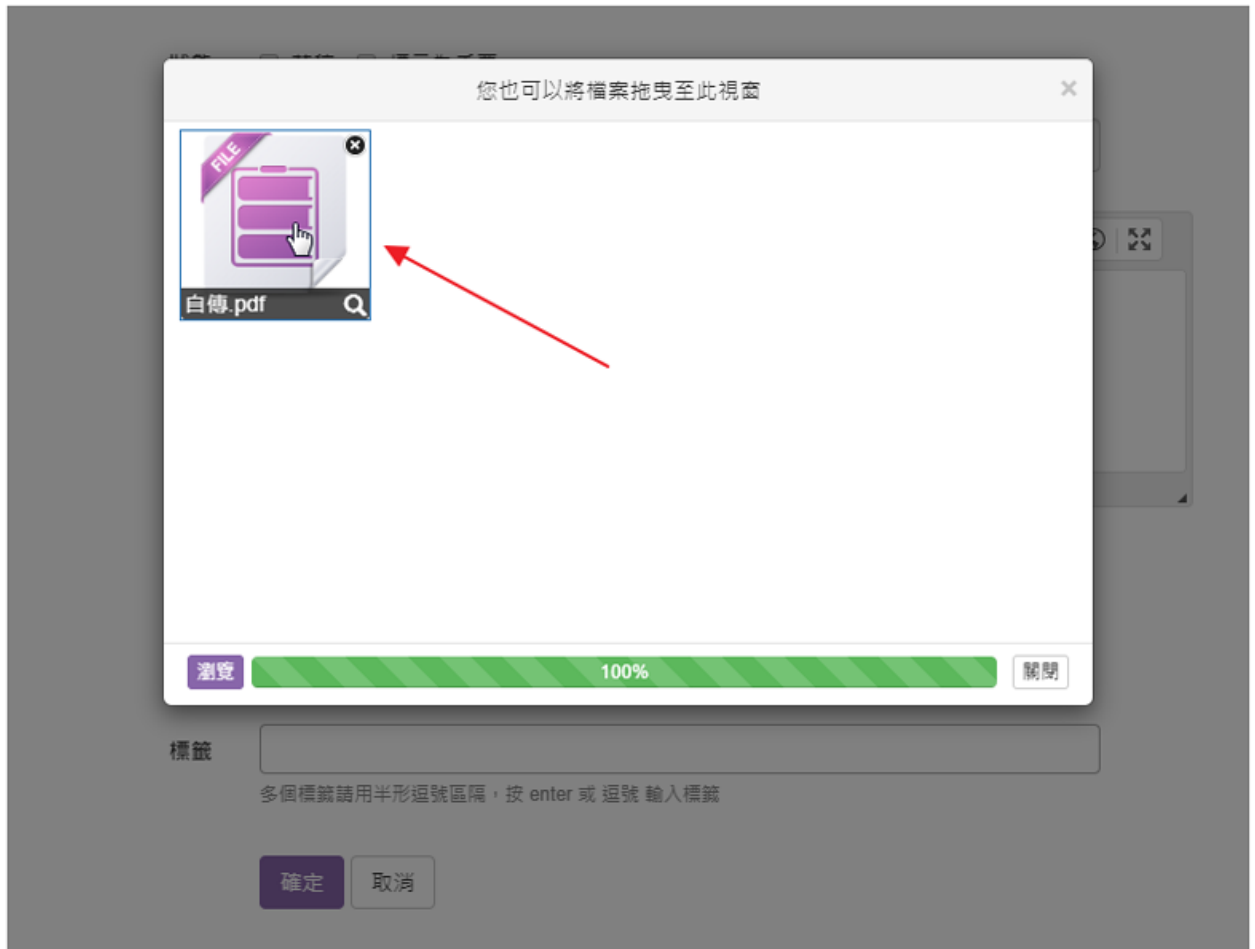 您也可以將檔案拖曳至此視窗
×
FILE
自傳.pdf
瀏覽
100%
關閉
標籤
多個標籤請用半形逗號區隔，按 enter 或 逗號 輸入標籤
確定
取消